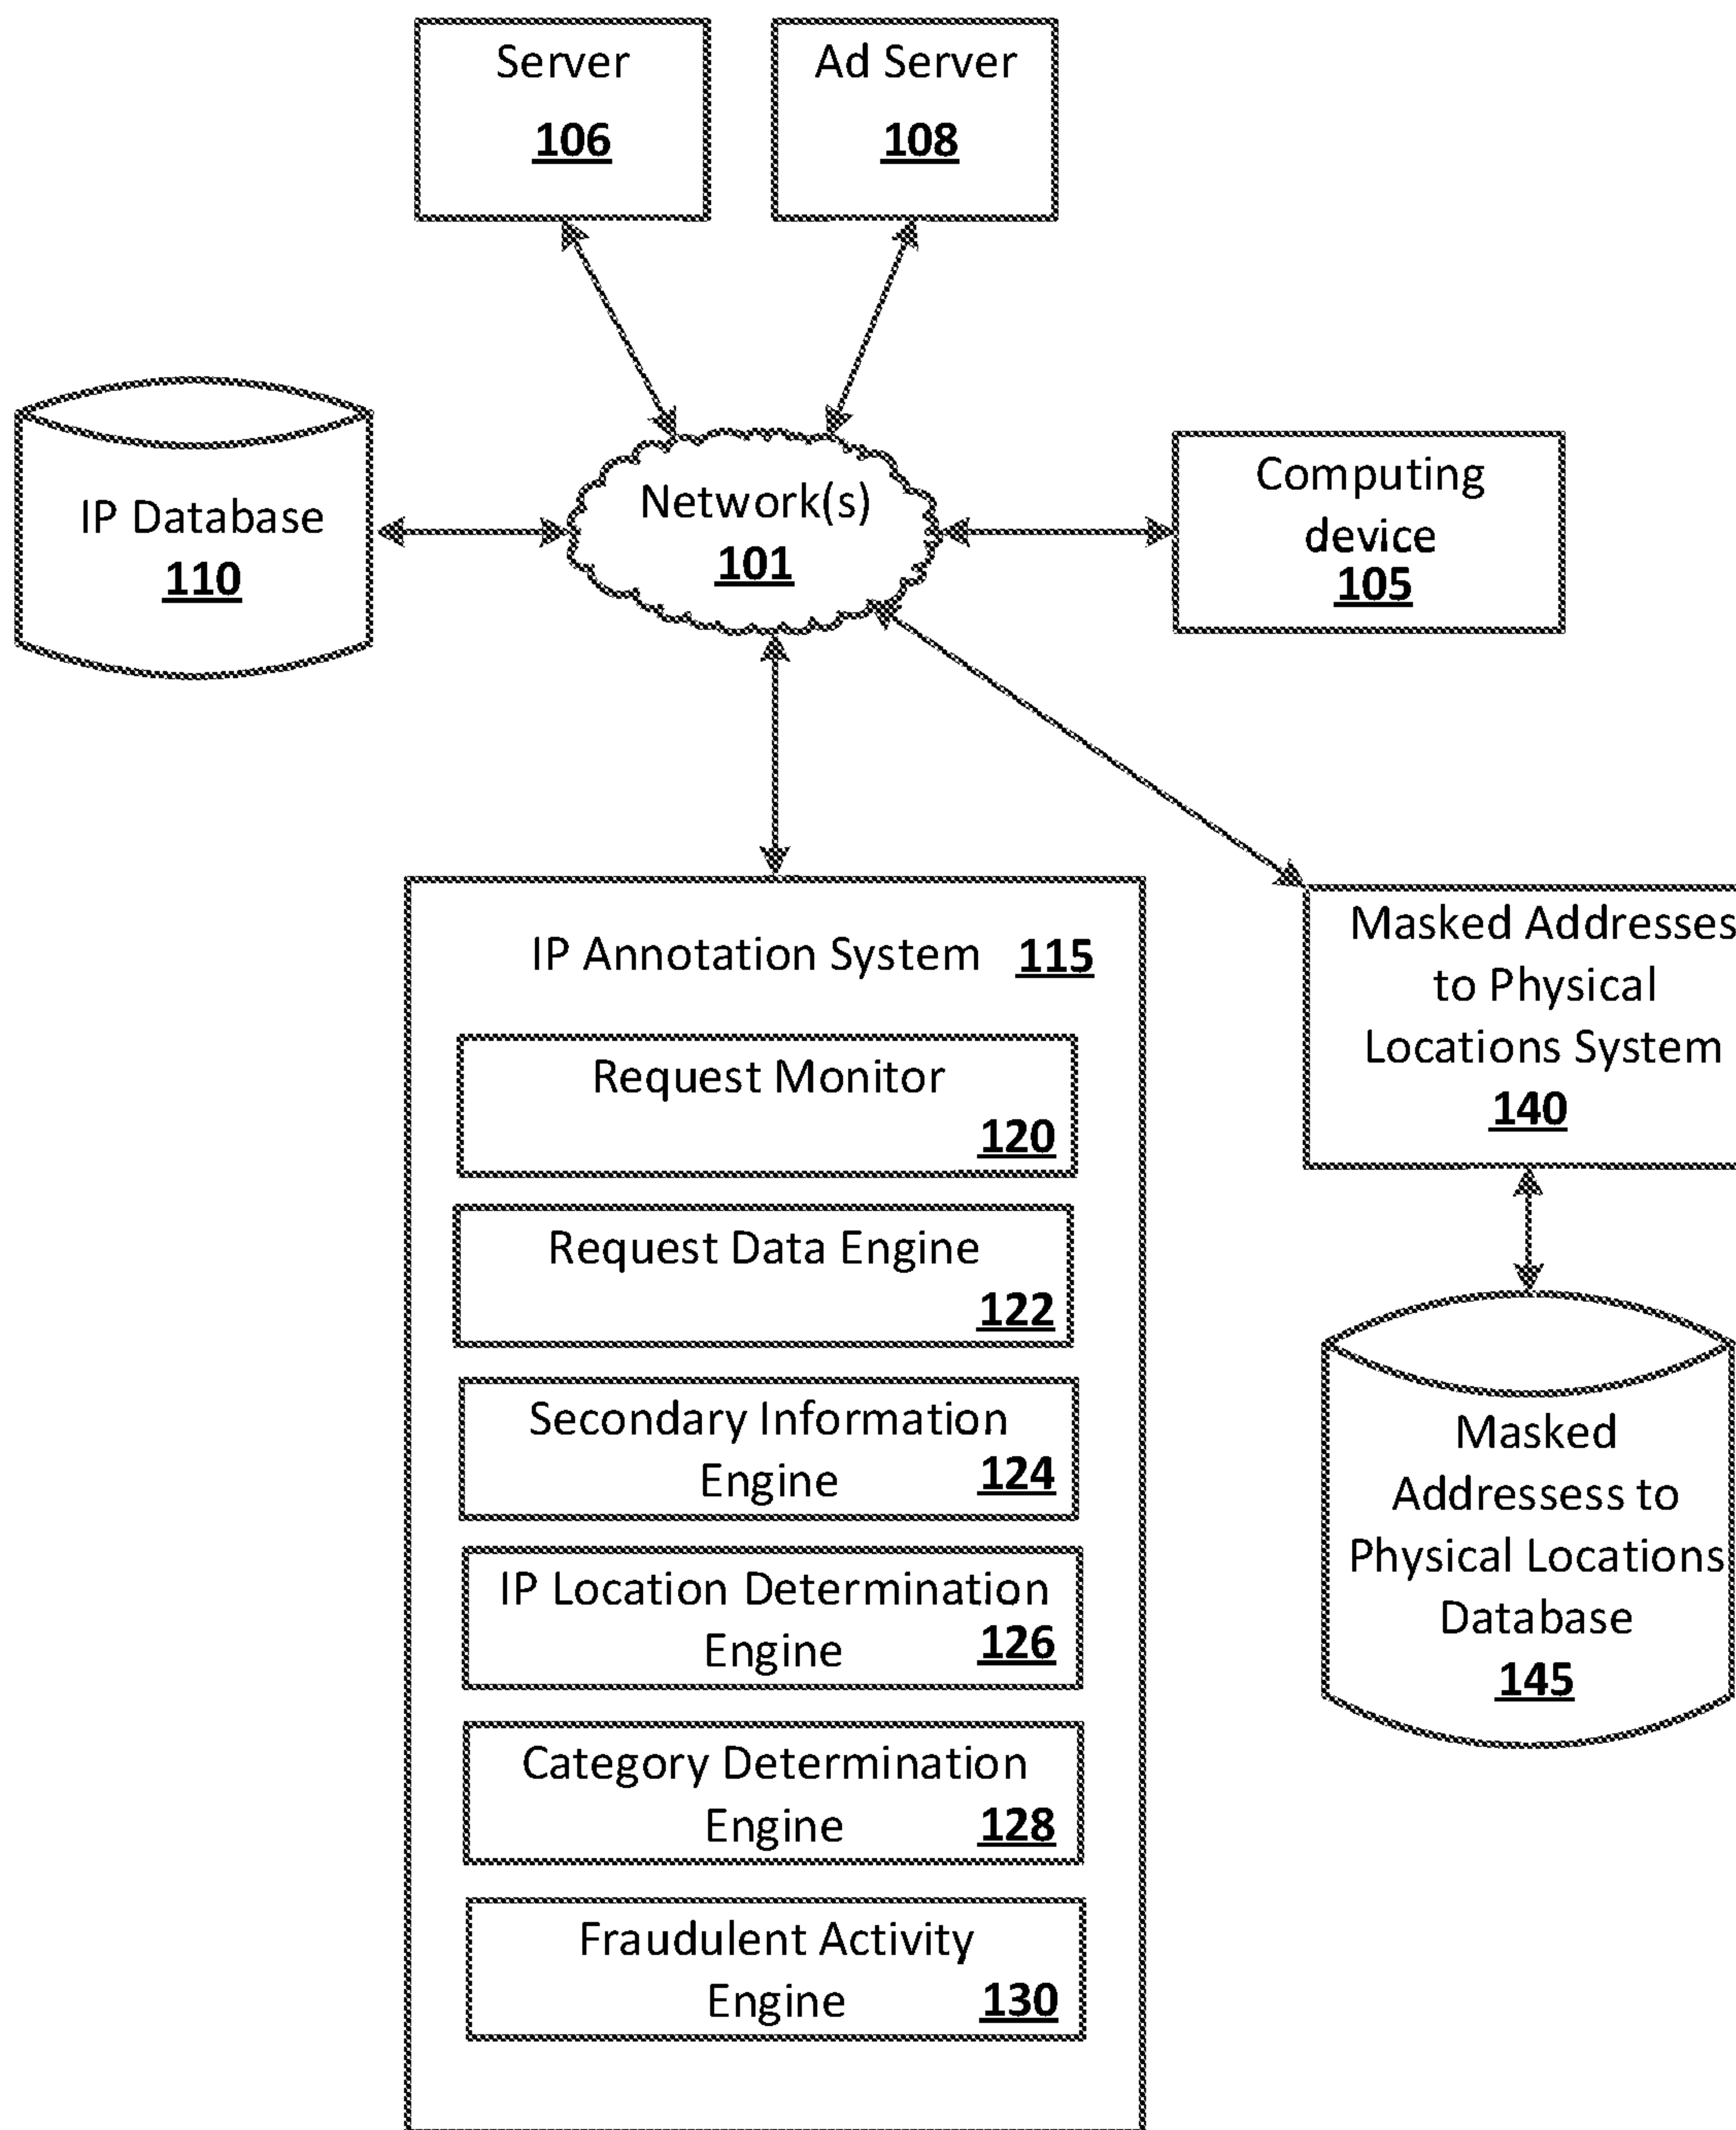 Server
106
Ad Server
108
IP Database
110
Network(s)
101
Computing
device
105
IP Annotation System 115
Request Monitor
120
Request Data Engine
122
Secondary Information
Engine 124
IP Location Determination
Engine 126
Category Determination
Engine 128
Fraudulent Activity
Engine 130
Masked Addresses
to Physical
Locations System
140
Masked
Addressess to
Physical Locations
Database
145